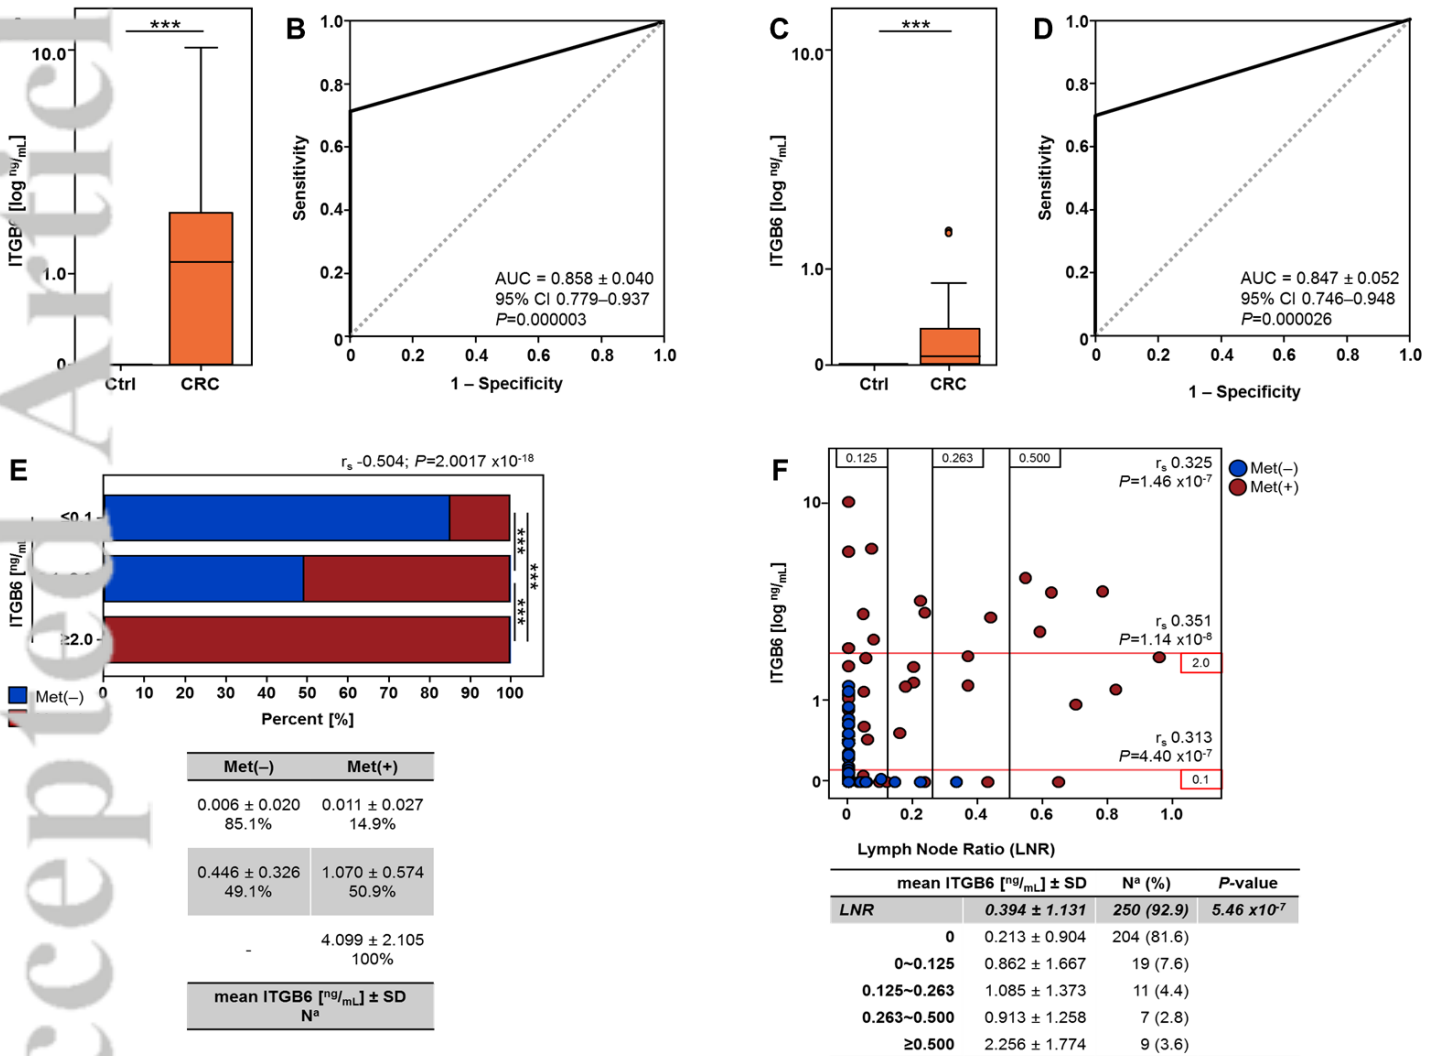 ***
10.0
1.0
0
ITGB6 [log ng/mL]
Ctrl
CRC
B
1.0
0.8
0.6
0.4
0.2
0
Sensitivity
AUC = 0.858 ± 0.040
95% CI 0.779–0.937
P=0.000003
0 0.2 0.4 0.6 0.8 1.0
1 – Specificity
C
***
10.0
1.0
0
ITGB6 [log ng/mL]
Ctrl
CRC
D
1.0
0.8
0.6
0.4
0.2
0
Sensitivity
AUC = 0.847 ± 0.052
95% CI 0.746–0.948
P=0.000026
0 0.2 0.4 0.6 0.8 1.0
1 – Specificity
E
rs -0.504; P=2.0017 x10-18
≤0.1
≥2.0
ITGB6 [ng/mL]
***
***
***
0 10 20 30 40 50 60 70 80 90 100
Percent [%]
Met(–)
Met(–) Met(+)
0.006 ± 0.020 0.011 ± 0.027
85.1% 14.9%
0.446 ± 0.326 1.070 ± 0.574
49.1% 50.9%
- 4.099 ± 2.105
100%
mean ITGB6 [ng/mL] ± SD
Na
F
0.125 0.263 0.500
rs 0.325
P=1.46 x10-7
Met(–)
Met(+)
10
1
0
ITGB6 [log ng/mL]
rs 0.351
P=1.14 x10-8
2.0
rs 0.313
P=4.40 x10-7
0.1
0 0.2 0.4 0.6 0.8 1.0
Lymph Node Ratio (LNR)
mean ITGB6 [ng/mL] ± SD Na (%) P-value
LNR 0.394 ± 1.131 250 (92.9) 5.46 x10-7
0 0.213 ± 0.904 204 (81.6)
0~0.125 0.862 ± 1.667 19 (7.6)
0.125~0.263 1.085 ± 1.373 11 (4.4)
0.263~0.500 0.913 ± 1.258 7 (2.8)
≥0.500 2.256 ± 1.774 9 (3.6)
ccepted Articl